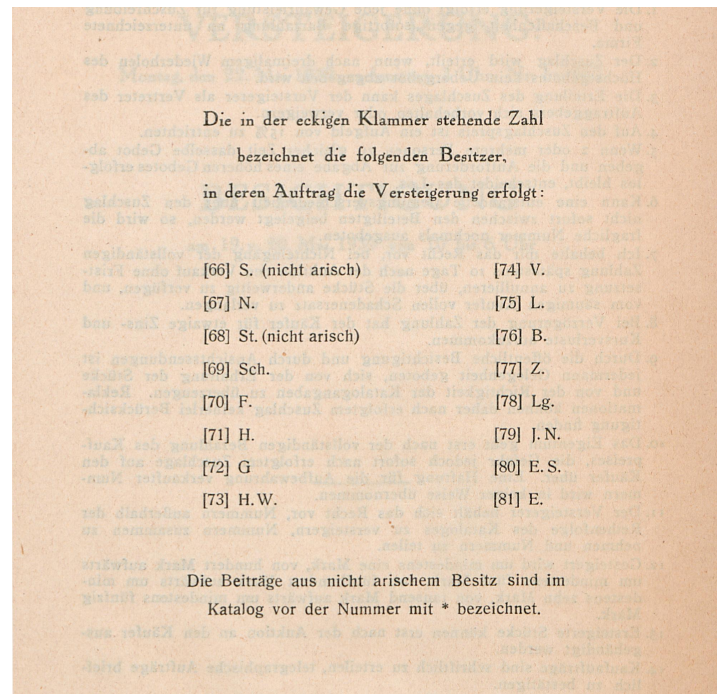 Die in der eckigen Klammer stehende Zahl
bezeichnet die folgenden Besitzer,
in deren Auftrag die Versteigerung erfolgt:
[66] S. (nicht arisch)
[67] N.
[68] St. (nicht arisch)
[69] Sch.
[70] F.
[71] H.
[72] G
[73] H. W.
[74] V.
[75] L.
[76] B.
[77] Z.
[78] Lg.
[79] J. N.
[80] E. S.
[81] E.
Die Beiträge aus nicht arischem Besitz sind im
Katalog vor der Nummer mit * bezeichnet.